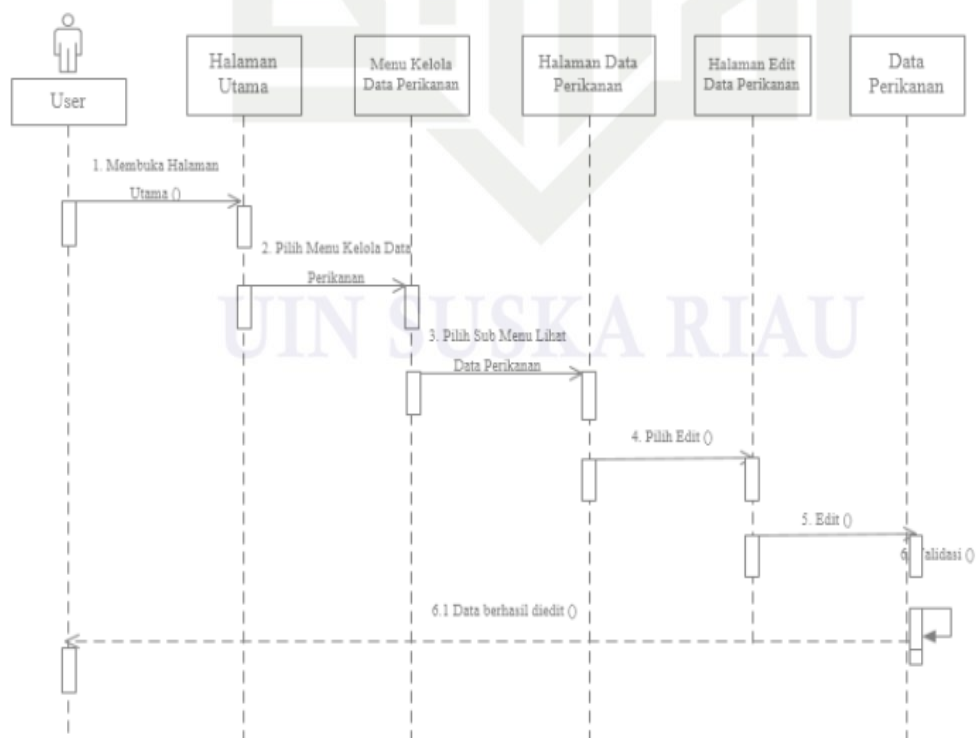 User
Halaman
Utama
Menu Kelola
Data Perikanan
Halaman Data
Perikanan
Halaman Edit
Data Perikanan
Data
Perikanan
1. Membuka Halaman
Utama ()
2. Pilih Menu Kelola Data
Perikanan
3. Pilih Sub Menu Lihat
Data Perikanan
4. Pilih Edit ()
5. Edit ()
6. Validasi ()
6.1 Data berhasil diedit ()
UIN SUSKA RIAU